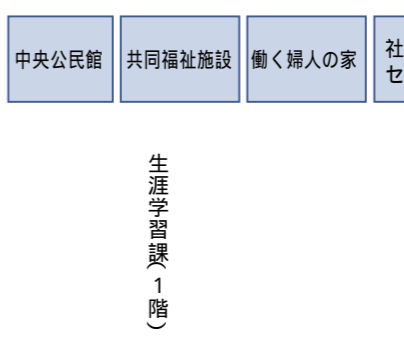 中央公民館
共同福祉施設
働く婦人の家
社
セ
生涯学習課(1階)